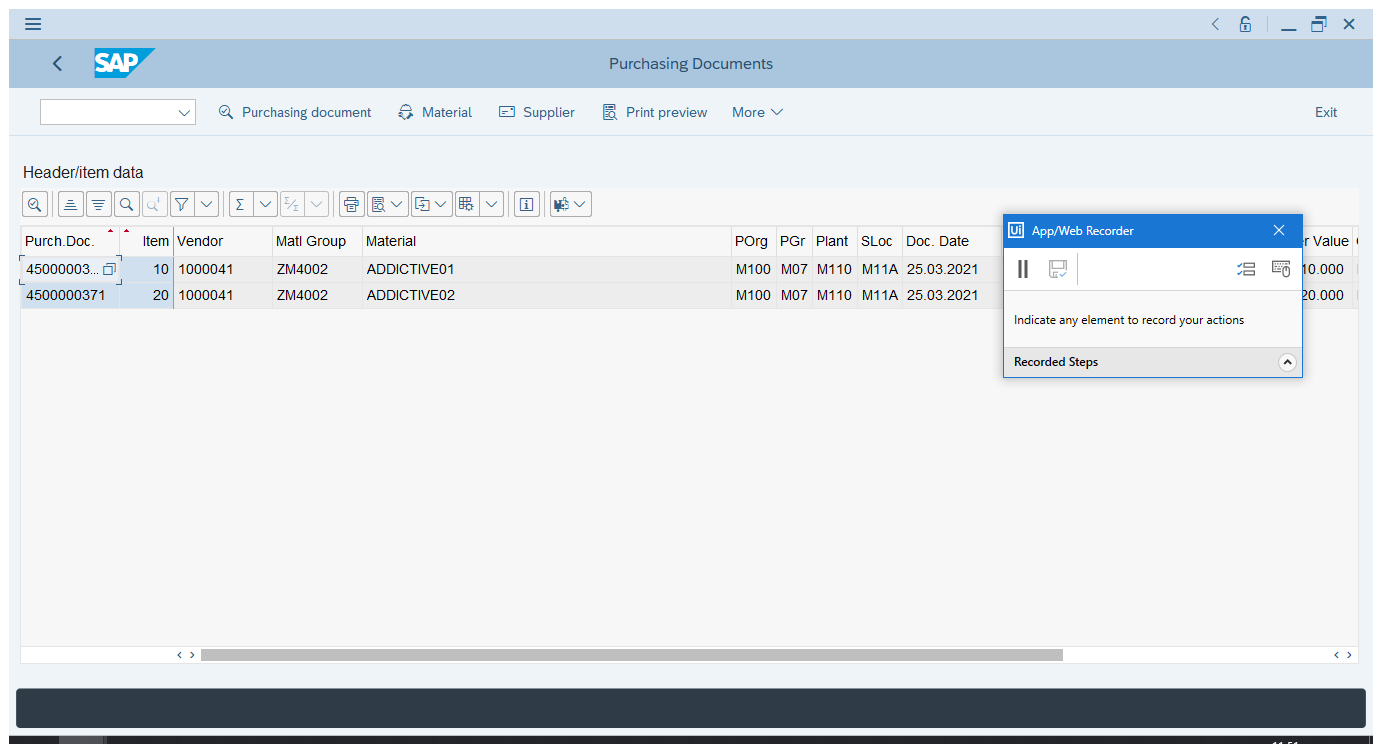 SAP
Purchasing Documents
Purchasing document Material Supplier Print preview More Exit
Header/item data
Purch.Doc. Item Vendor Matl Group Material POrg PGr Plant SLoc Doc. Date r Value
45000003... 10 1000041 ZM4002 ADDICTIVE01 M100 M07 M110 M11A 25.03.2021 10.000
4500000371 20 1000041 ZM4002 ADDICTIVE02 M100 M07 M110 M11A 25.03.2021 20.000
Ui App/Web Recorder
Indicate any element to record your actions
Recorded Steps